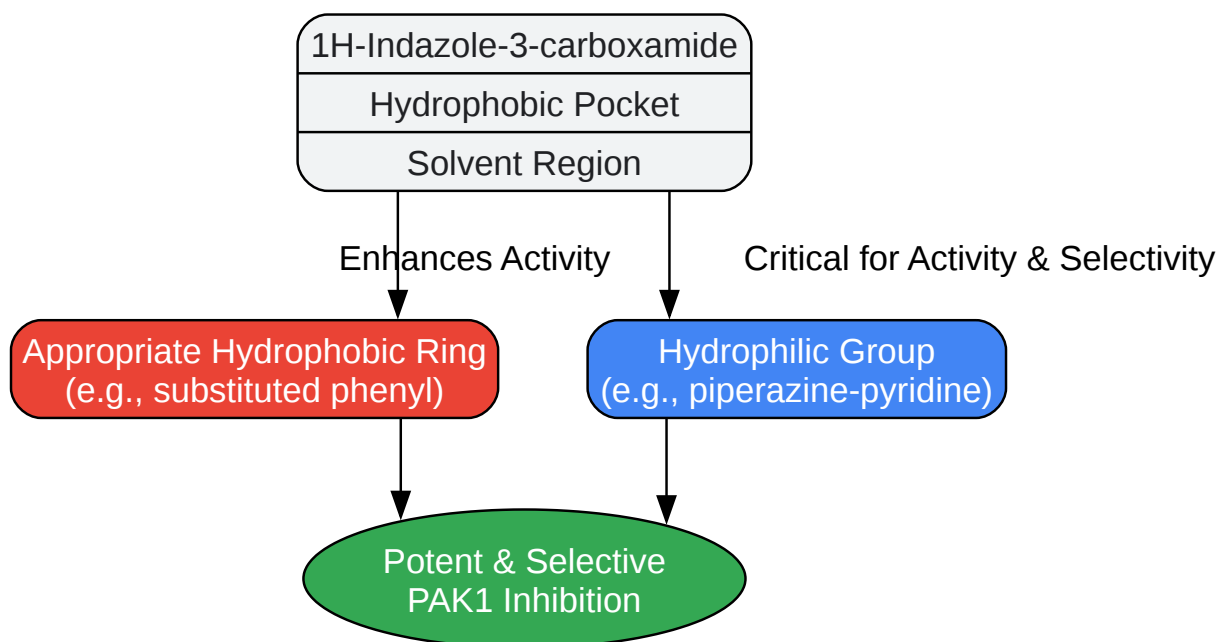 1H-Indazole-3-carboxamide
Hydrophobic Pocket
Solvent Region
Enhances Activity
Critical for Activity & Selectivity
Appropriate Hydrophobic Ring
(e.g., substituted phenyl)
Hydrophilic Group
(e.g., piperazine-pyridine)
Potent & Selective
PAK1 Inhibition